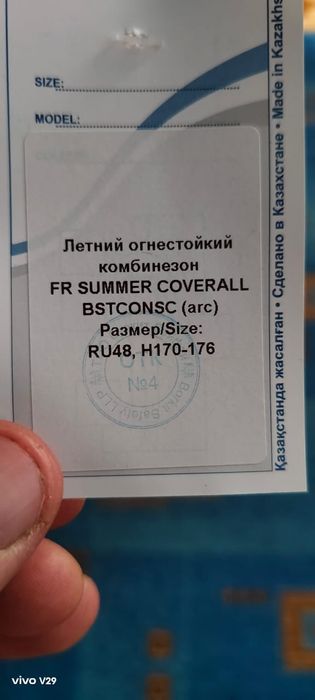 SIZE:
MODEL:
Летний огнестойкий
комбинезон
FR SUMMER COVERALL
BSTCONSC (arc)
Размер/Size:
RU48, H170-176
ОТК
№4
Қазақстанда жасалған • Сделано в Казахстане • Made in Kazakhs
vivo V29